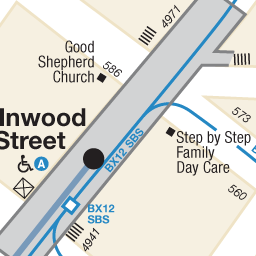 4971
Good
Shepherd
Church
586
nwood
Street
A
573
Step by Step
Family
Day Care
BX12 SBS
560
BX12
SBS
4941